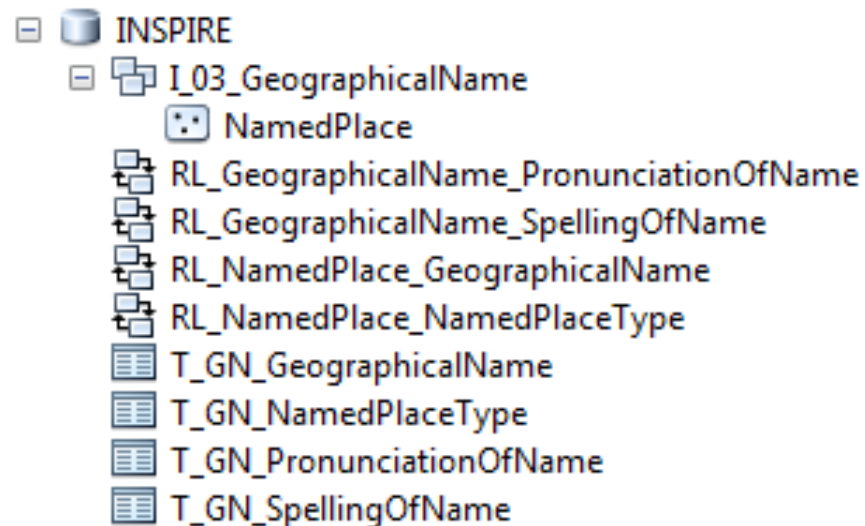 INSPIRE
I_03_GeographicalName
NamedPlace
RL_GeographicalName_PronunciationOfName
RL_GeographicalName_SpellingOfName
RL_NamedPlace_GeographicalName
RL_NamedPlace_NamedPlaceType
T_GN_GeographicalName
T_GN_NamedPlaceType
T_GN_PronunciationOfName
T_GN_SpellingOfName